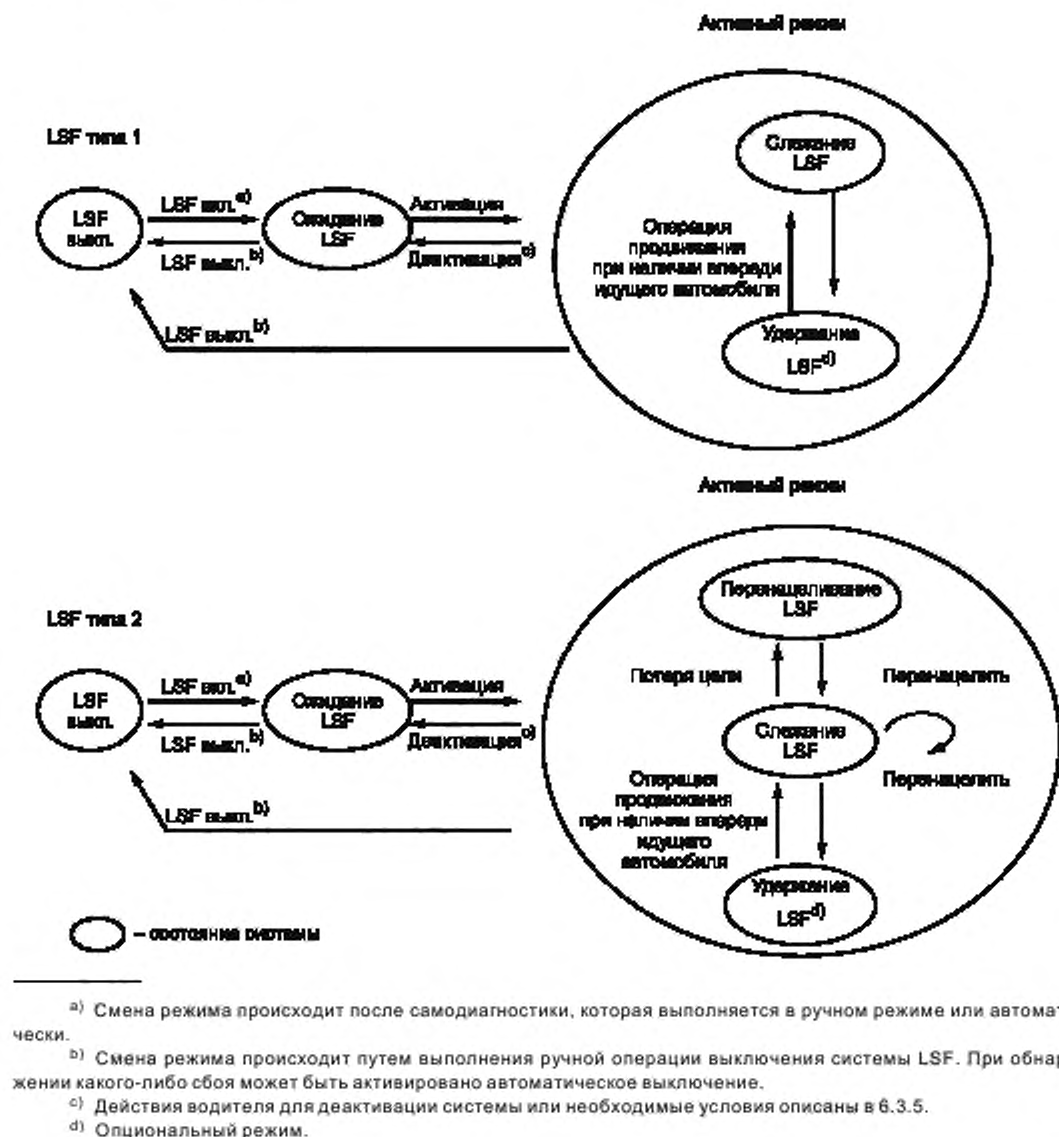 Активный режим
LSF типа 1
LSF выкл.
LSF вкл.a)
LSF выкл.b)
Ожидание LSF
Активация
Деактивация c)
LSF выкл.b)
Слежение
LSF
Операция
продвижения
при наличии впереди
идущего автомобиля
Удержание
LSFd)
Активный режим
LSF типа 2
LSF выкл.
LSF вкл.a)
LSF выкл.b)
Ожидание LSF
Активация
Деактивация c)
LSF выкл.b)
Перенацеливание
LSF
Потеря цели
Перенацелить
Слежение
LSF
Перенацелить
Операция
продвижения
при наличии впереди
идущего
автомобиля
Удержание
LSFd)
– состояние системы
a) Смена режима происходит после самодиагностики, которая выполняется в ручном режиме или автомат
чески.
b) Смена режима происходит путем выполнения ручной операции выключения системы LSF. При обнар
жении какого-либо сбоя может быть активировано автоматическое выключение.
c) Действия водителя для деактивации системы или необходимые условия описаны в 6.3.5.
d) Опциональный режим.